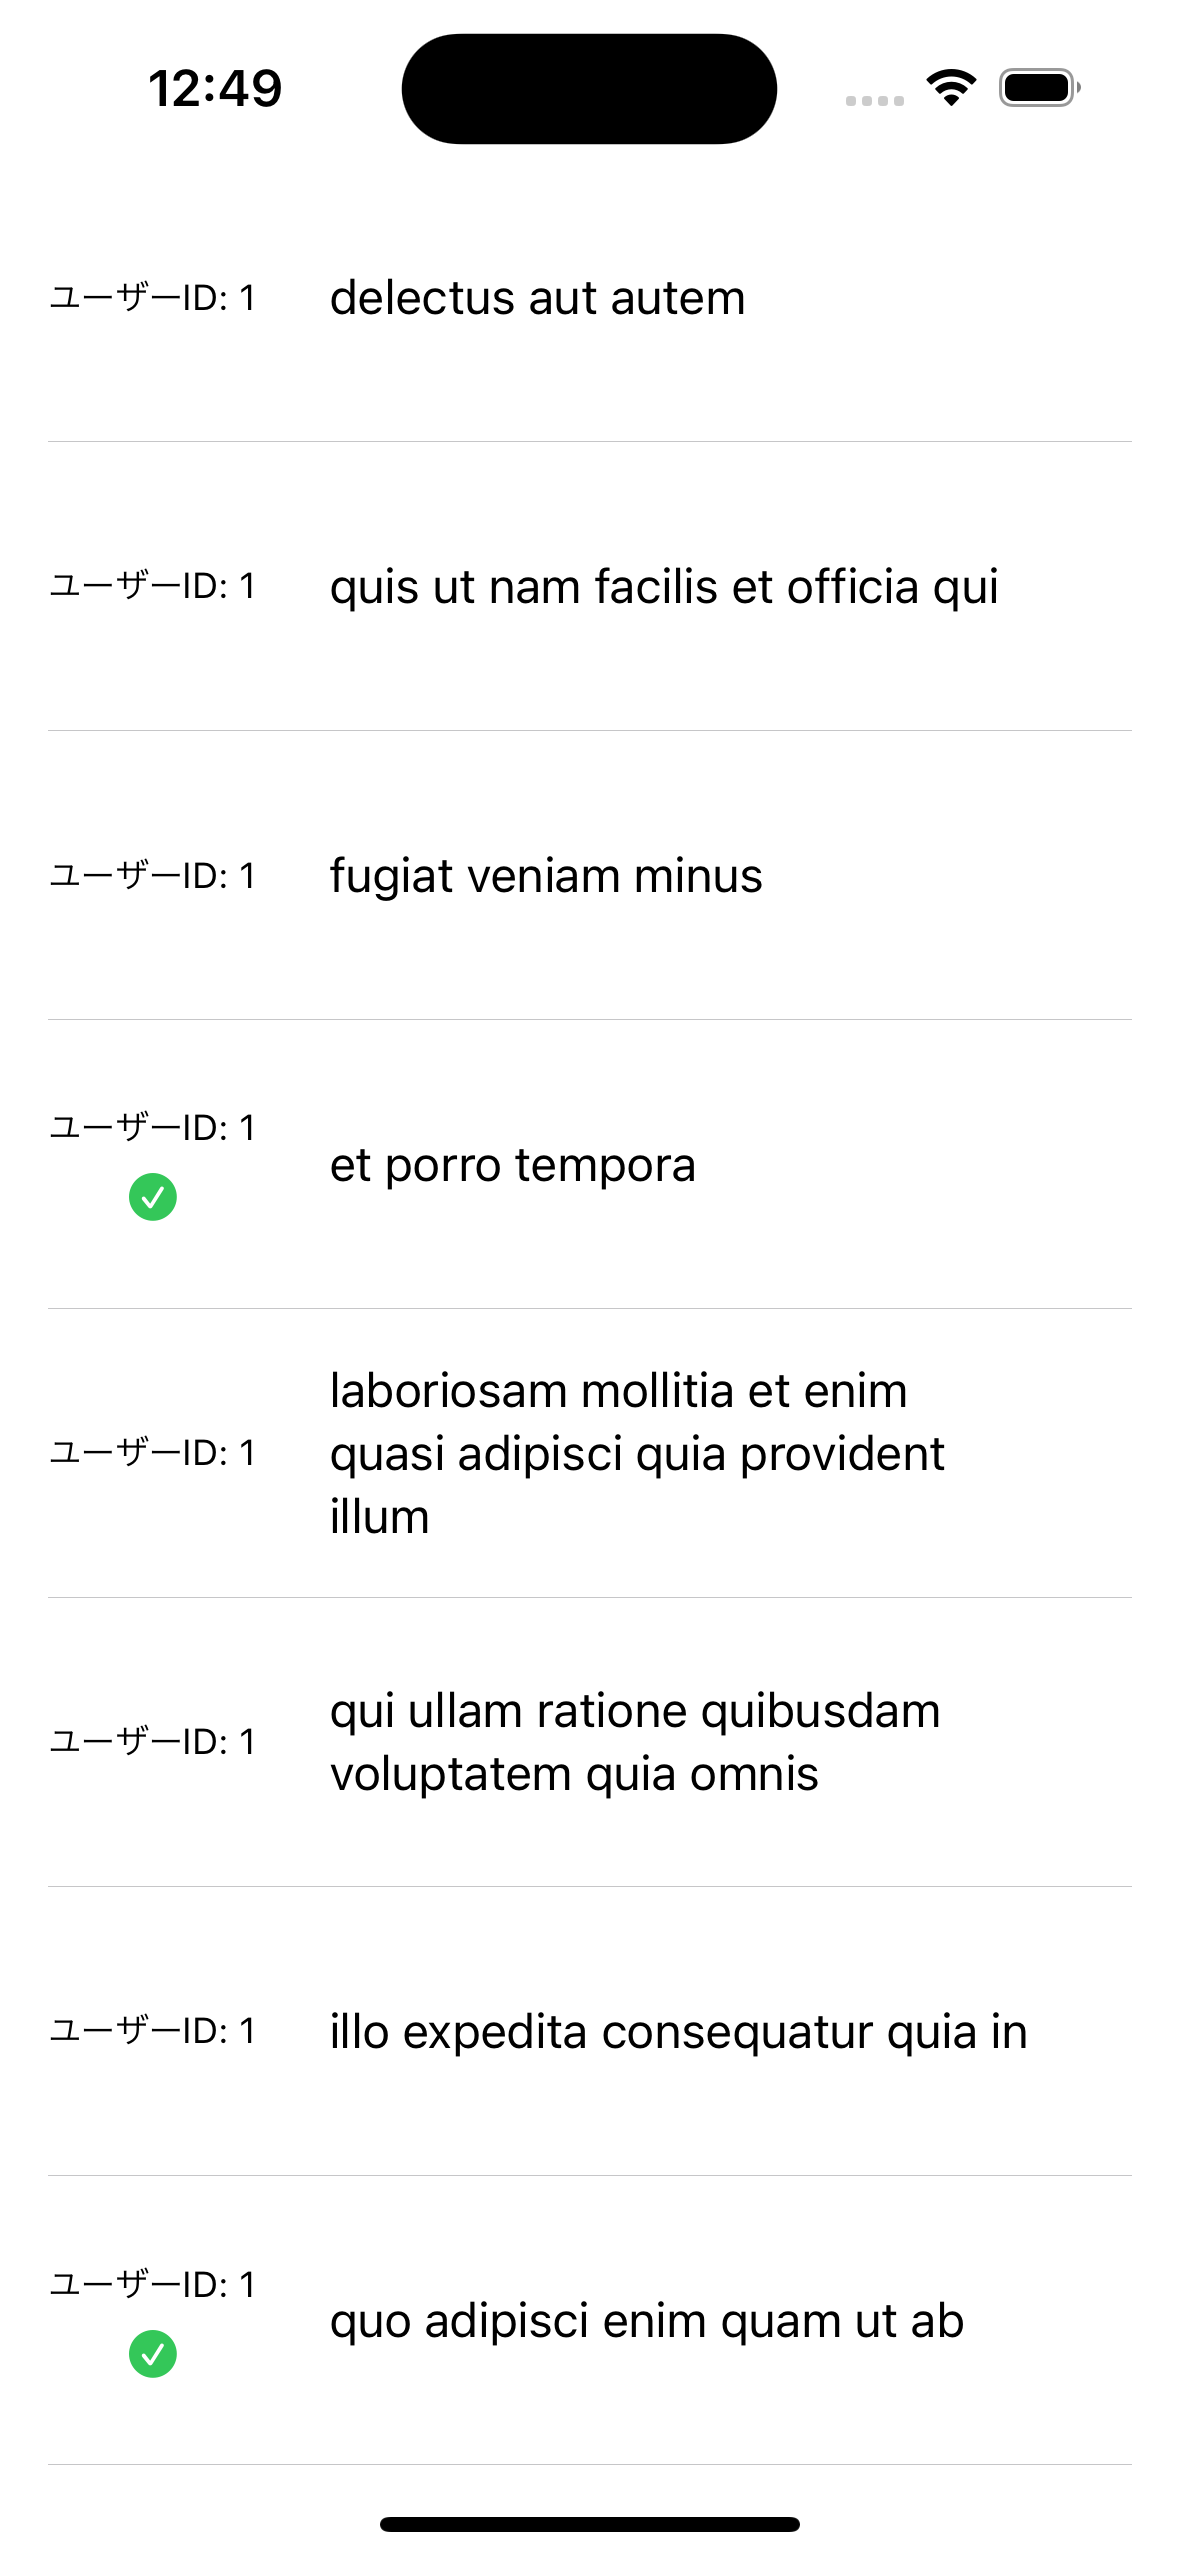 12:49
ユーザーID: 1
delectus aut autem
ユーザーID: 1
quis ut nam facilis et officia qui
ユーザーID: 1
fugiat veniam minus
ユーザーID: 1
et porro tempora
ユーザーID: 1
laboriosam mollitia et enim
quasi adipisci quia provident
illum
ユーザーID: 1
qui ullam ratione quibusdam
voluptatem quia omnis
ユーザーID: 1
illo expedita consequatur quia in
ユーザーID: 1
quo adipisci enim quam ut ab